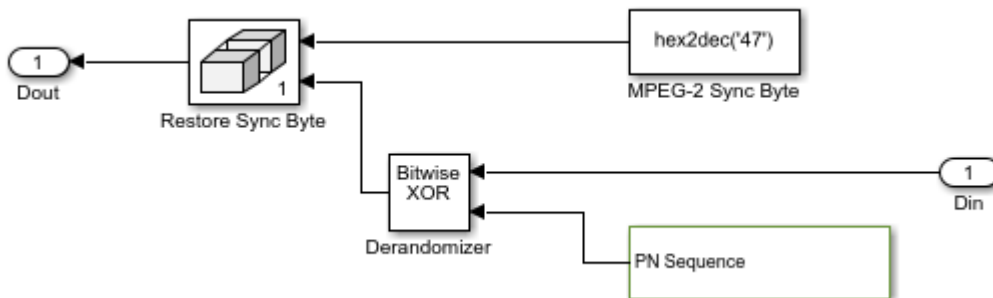 hex2dec('47')
1
1
Dout
MPEG-2 Sync Byte
Restore Sync Byte
Bitwise
XOR
1
Din
Derandomizer
PN Sequence